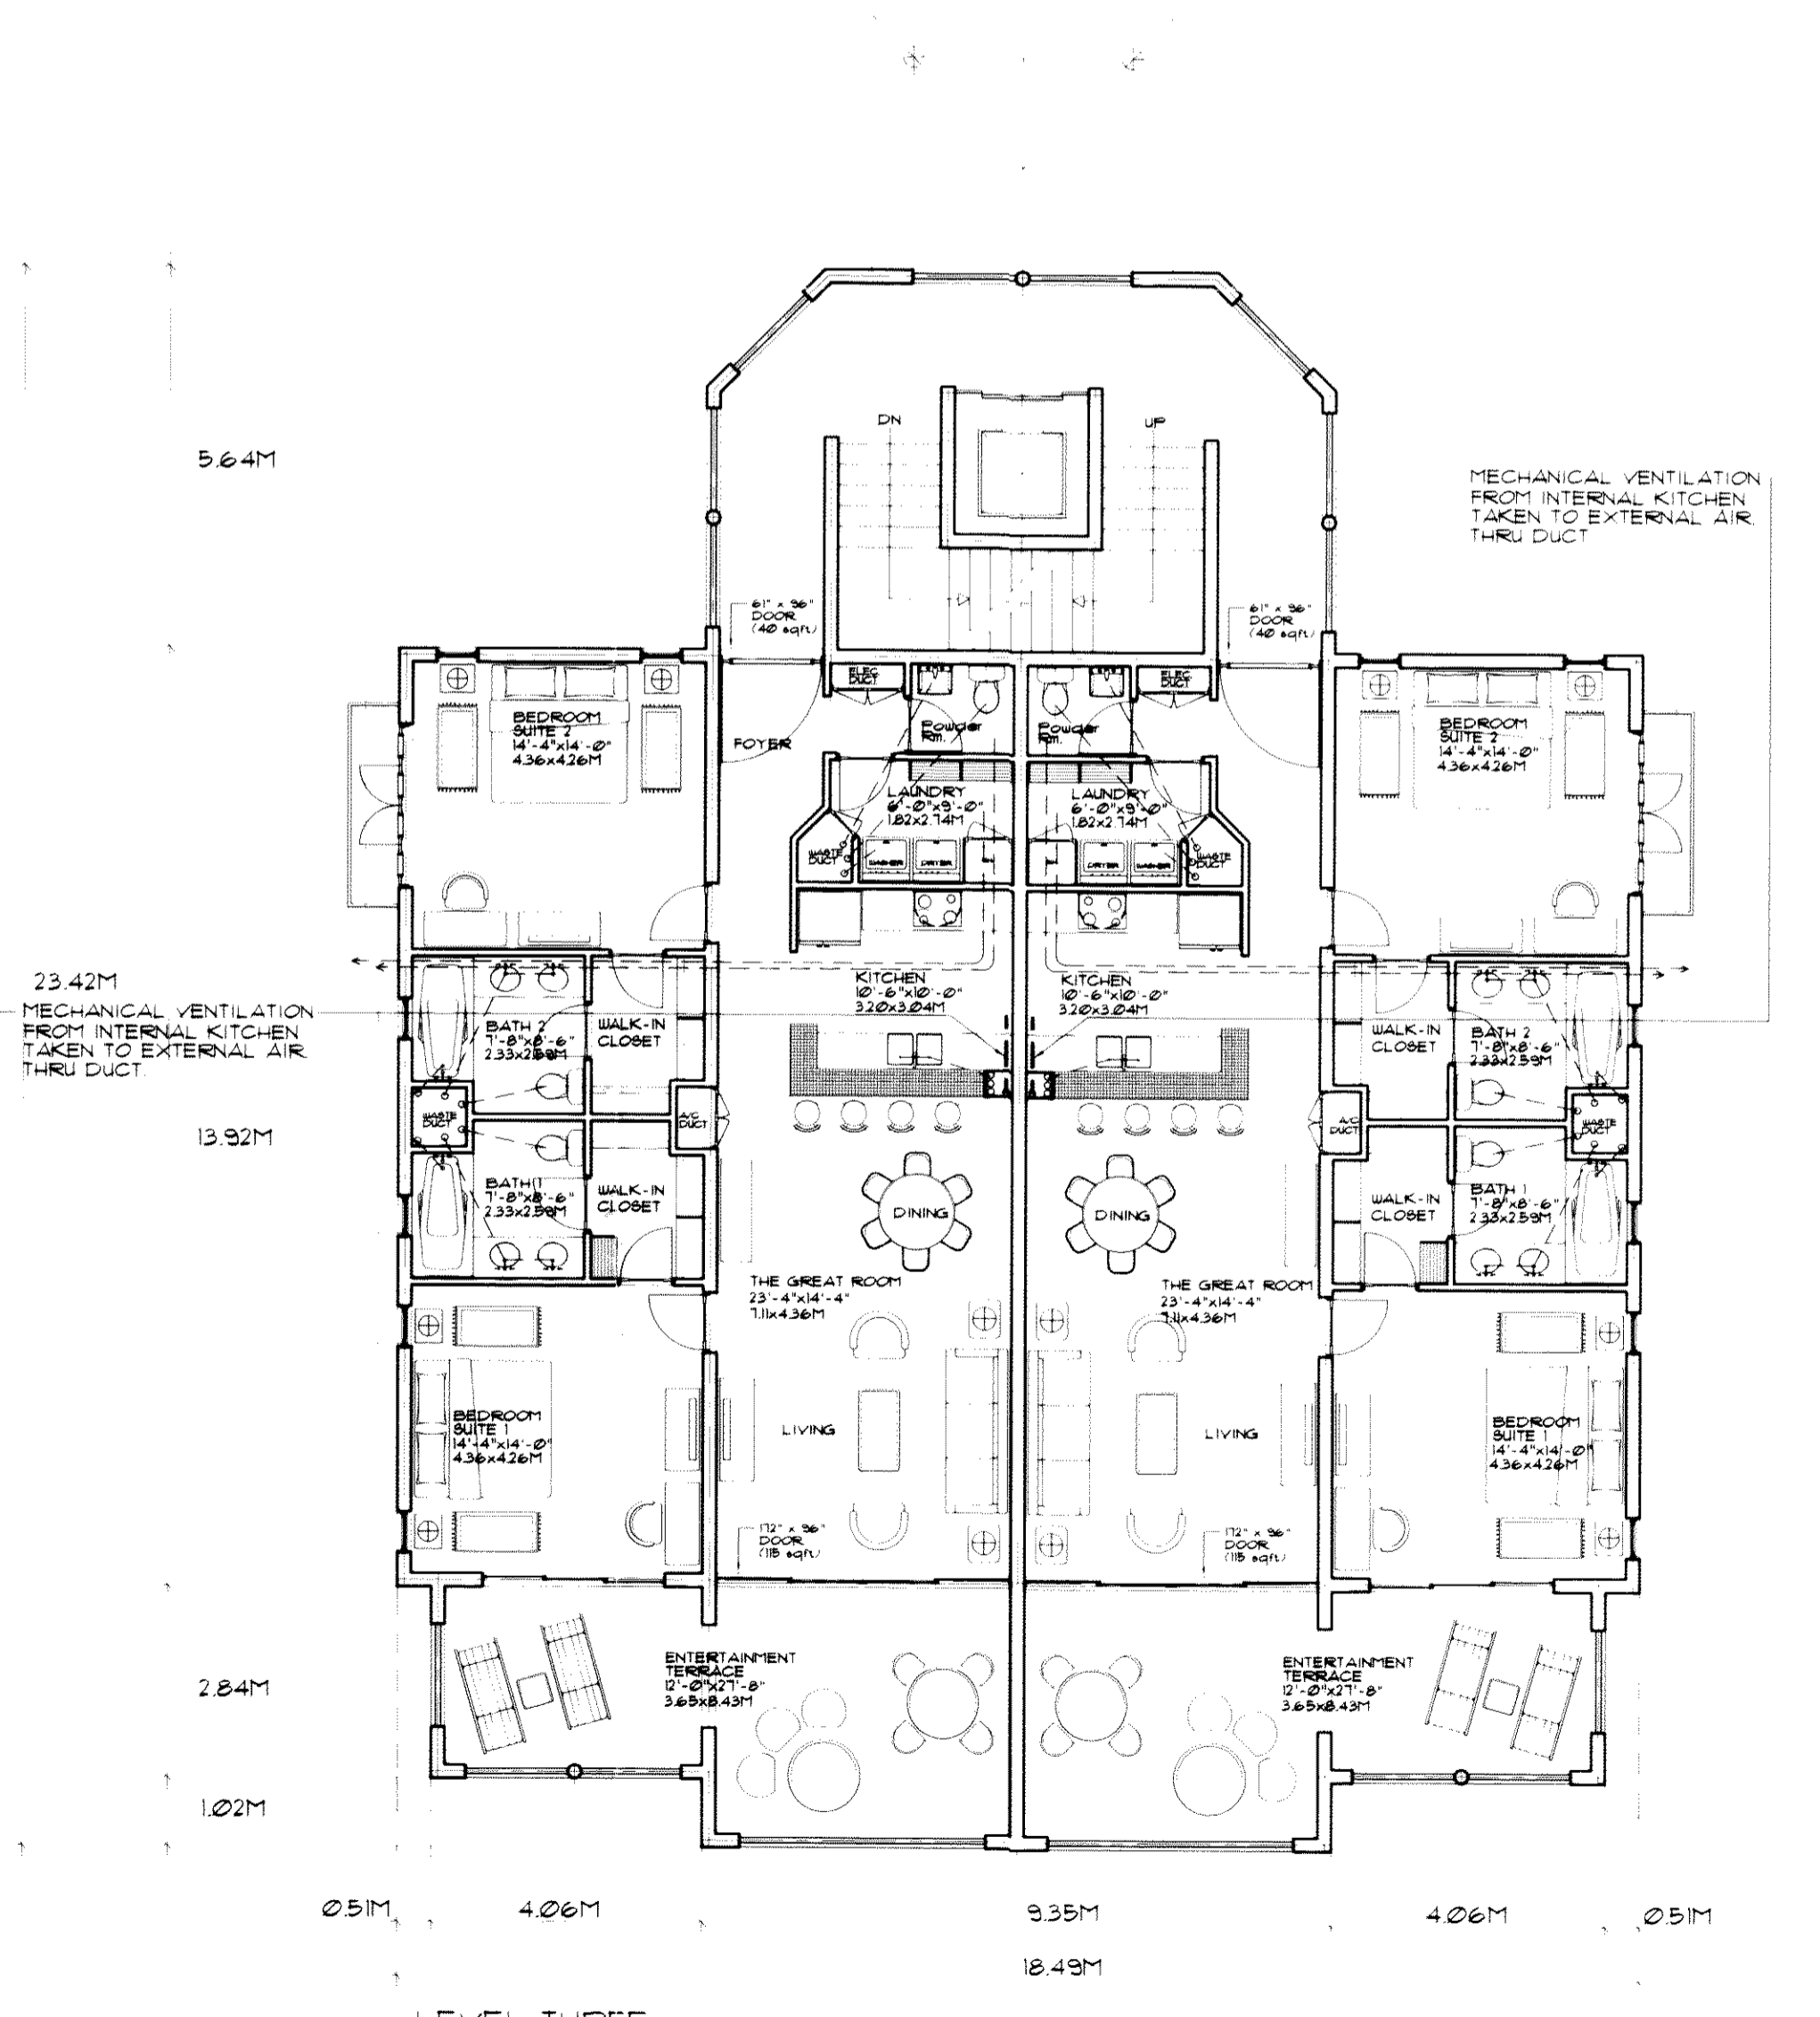 DN
UP
5.64M
MECHANICAL VENTILATION
FROM INTERNAL KITCHEN
TAKEN TO EXTERNAL AIR.
THRU DUCT
61" x 96"
DOOR
(40 sqft)
61" x 96"
DOOR
(40 sqft)
ELEC
DUCT
ELEC
DUCT
BEDROOM
SUITE 2
14'-4"x14'-0"
4.36x4.26M
FOYER
Powder
Rm.
Powder
Rm.
BEDROOM
SUITE 2
14'-4"x14'-0"
4.36x4.26M
LAUNDRY
6'-0"x9'-0"
1.82x2.74M
LAUNDRY
6'-0"x9'-0"
1.82x2.74M
WASTE
DUCT
WASHER
DRYER
DRYER
WASHER
WASTE
DUCT
23.42M
MECHANICAL VENTILATION
FROM INTERNAL KITCHEN
TAKEN TO EXTERNAL AIR
THRU DUCT.
KITCHEN
10'-6"x10'-0"
3.20x3.04M
KITCHEN
10'-6"x10'-0"
3.20x3.04M
BATH 2
7'-8"x8'-6"
2.33x2.59M
WALK-IN
CLOSET
WALK-IN
CLOSET
BATH 2
7'-8"x8'-6"
2.33x2.59M
13.92M
WASTE
DUCT
A/C
DUCT
A/C
DUCT
WASTE
DUCT
BATH 1
7'-8"x8'-6"
2.33x2.59M
WALK-IN
CLOSET
DINING
DINING
WALK-IN
CLOSET
BATH 1
7'-8"x8'-6"
2.33x2.59M
THE GREAT ROOM
23'-4"x14'-4"
7.11x4.36M
THE GREAT ROOM
23'-4"x14'-4"
7.11x4.36M
BEDROOM
SUITE 1
14'-4"x14'-0"
4.36x4.26M
LIVING
LIVING
BEDROOM
SUITE 1
14'-4"x14'-0"
4.36x4.26M
172" x 96"
DOOR
(115 sqft)
172" x 96"
DOOR
(115 sqft)
2.84M
ENTERTAINMENT
TERRACE
12'-0"x27'-8"
3.65x8.43M
ENTERTAINMENT
TERRACE
12'-0"x27'-8"
3.65x8.43M
1.02M
0.51M
4.06M
9.35M
4.06M
0.51M
18.49M
LEVEL THREE